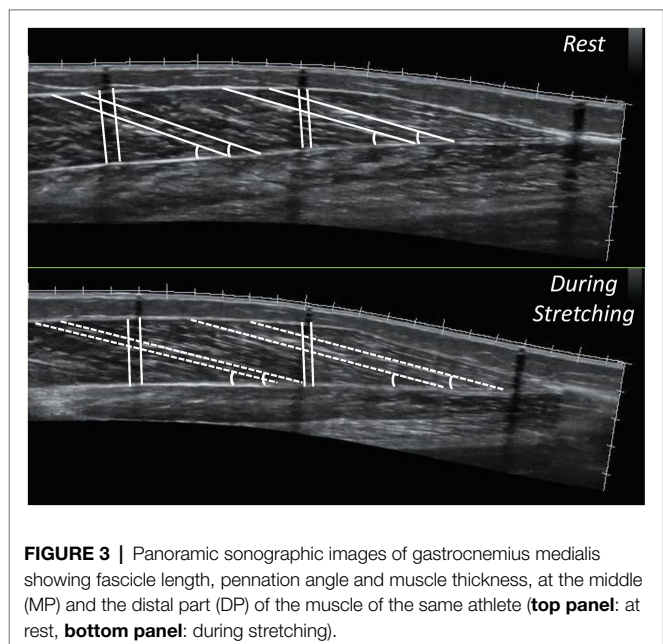 Rest
During
Stretching
FIGURE 3 | Panoramic sonographic images of gastrocnemius medialis
showing fascicle length, pennation angle and muscle thickness, at the middle
(MP) and the distal part (DP) of the muscle of the same athlete (top panel: at
rest, bottom panel: during stretching).